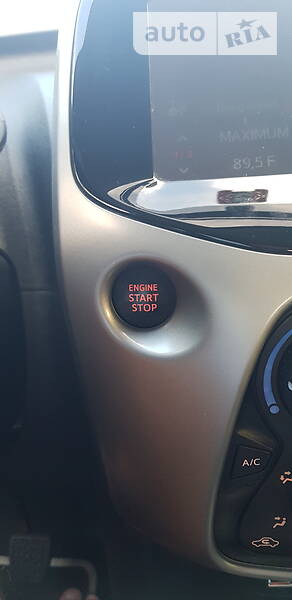 auto RIA
MAXIMUM
89.5 F
ENGINE
START
STOP
A/C